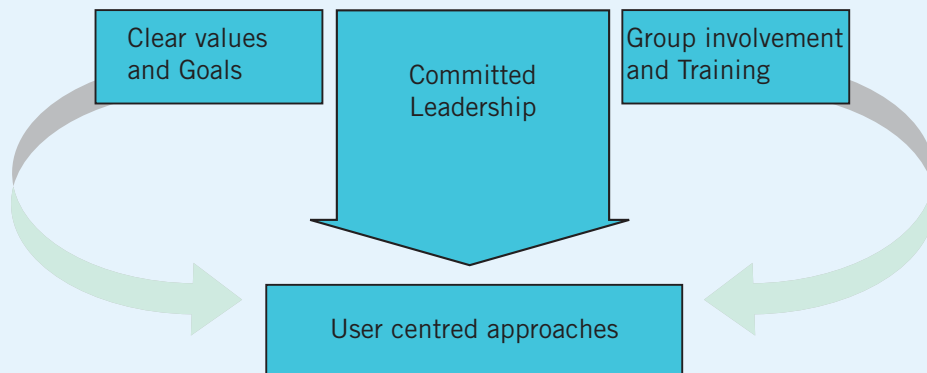 Clear values
and Goals
Committed
Leadership
Group involvement
and Training
User centred approaches